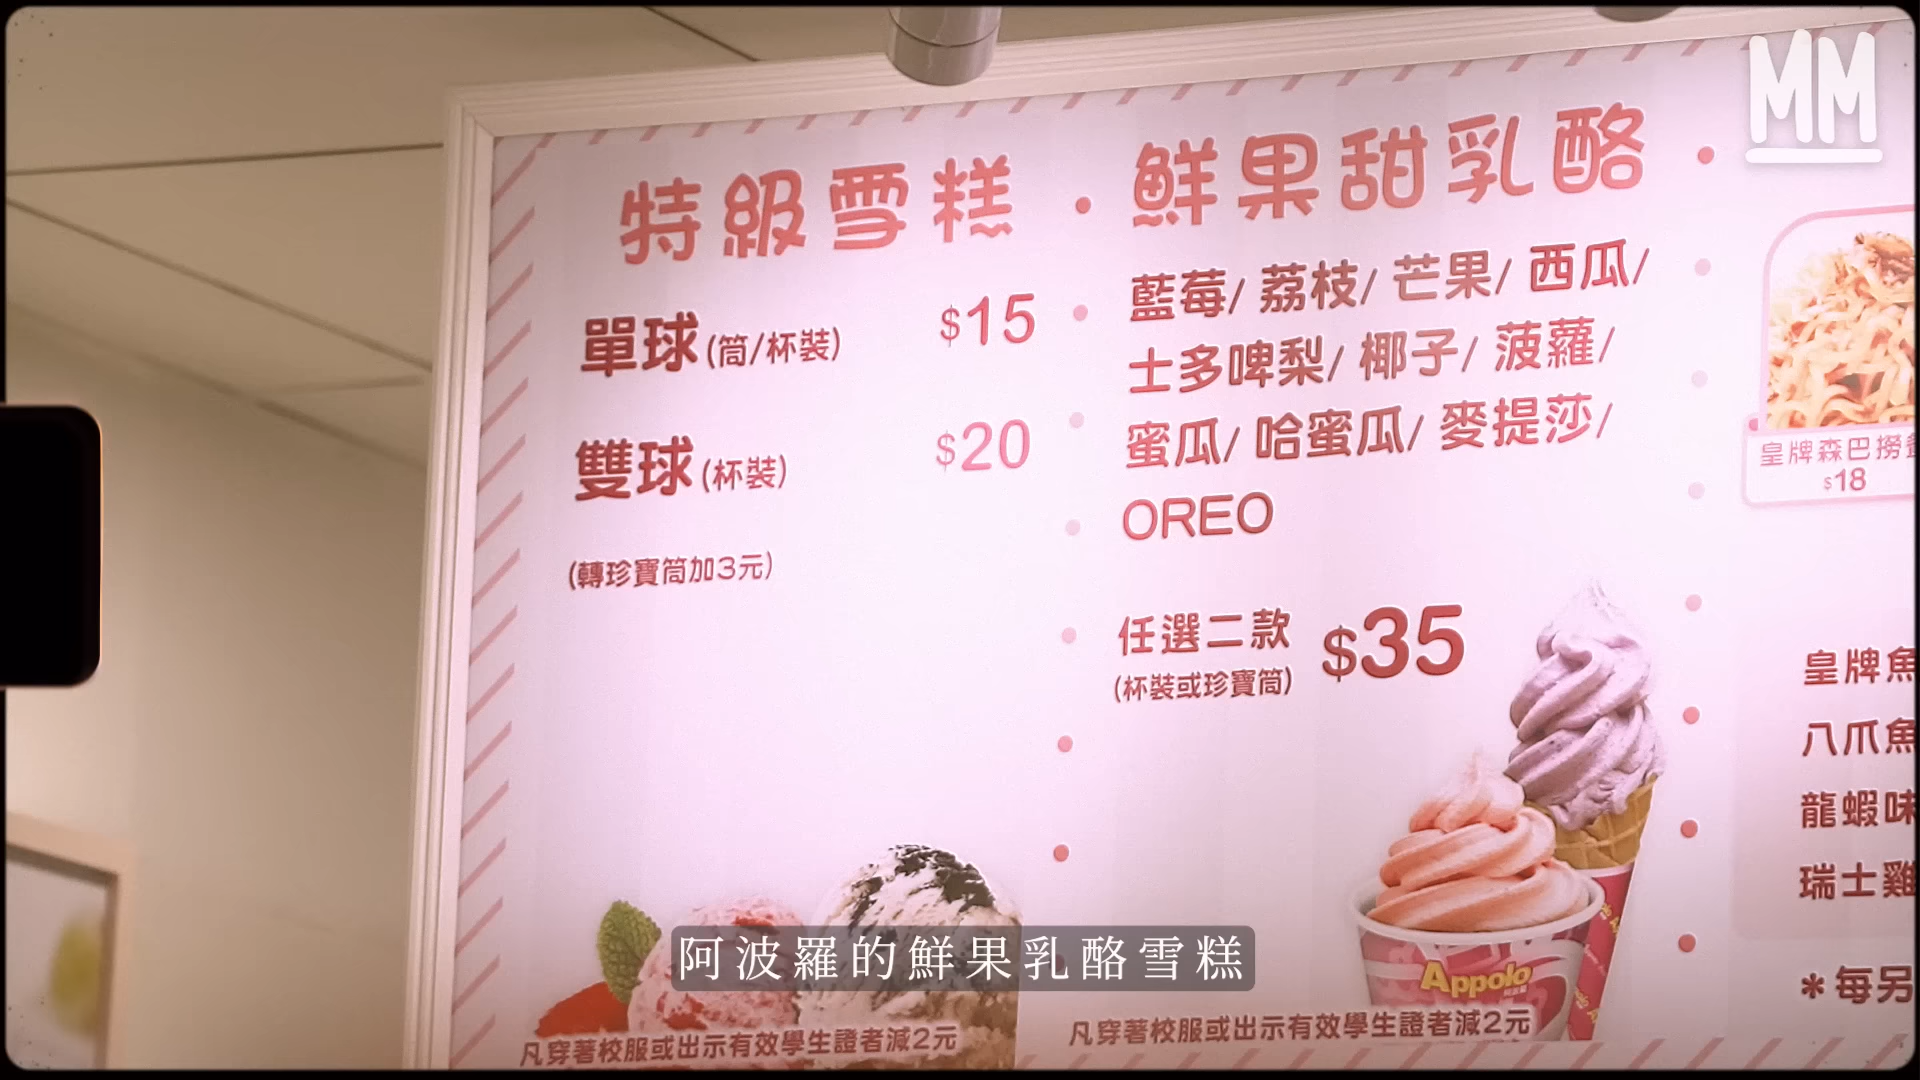 MM
特級雪糕
單球(筒/杯裝) $15
雙球(杯裝) $20
(轉珍寶筒加3元)
凡穿著校服或出示有效學生證者減2元
鮮果甜乳酪
藍莓/荔枝/芒果/西瓜/
士多啤梨/椰子/菠蘿/
蜜瓜/哈蜜瓜/麥提莎/
OREO
任選二款 $35
(杯裝或珍寶筒)
Appolo
凡穿著校服或出示有效學生證者減2元
皇牌森巴撈
$18
皇牌魚
八爪魚
龍蝦味
瑞士雞
*每另
阿波羅的鮮果乳酪雪糕